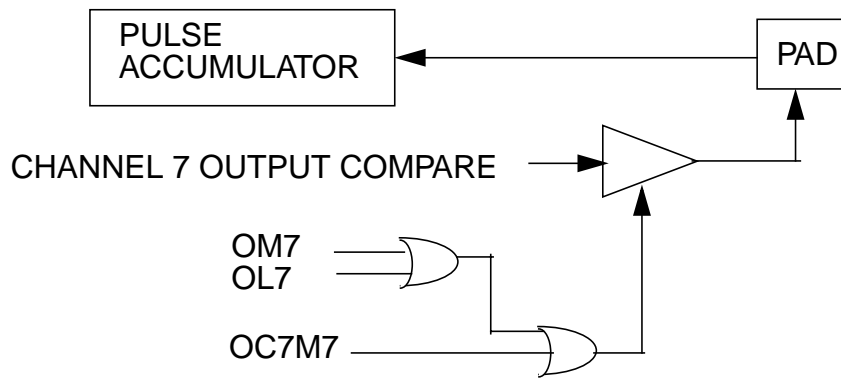 PULSE
ACCUMULATOR
PAD
CHANNEL 7 OUTPUT COMPARE
OM7
OL7
OC7M7